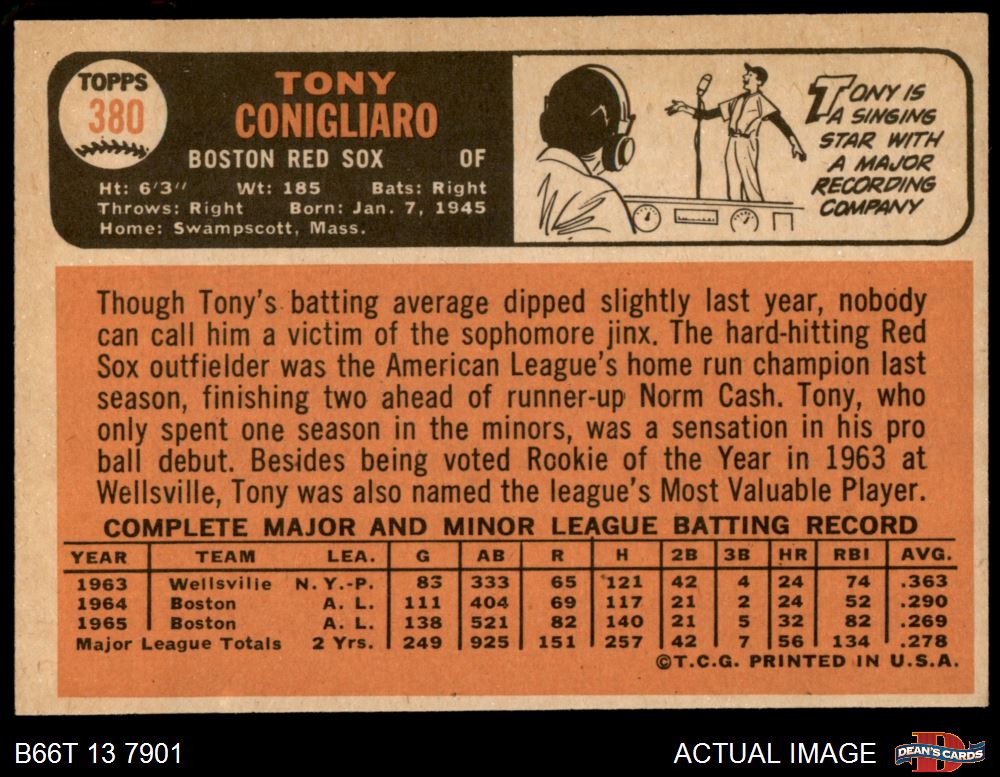 TOPPS
380
TONY
CONIGLIARO
BOSTON RED SOX OF
Ht: 6'3" Wt: 185 Bats: Right
Throws: Right Born: Jan. 7, 1945
Home: Swampscott, Mass.
TONY IS
A SINGING
STAR WITH
A MAJOR
RECORDING
COMPANY
Though Tony's batting average dipped slightly last year, nobody
can call him a victim of the sophomore jinx. The hard-hitting Red
Sox outfielder was the American League's home run champion last
season, finishing two ahead of runner-up Norm Cash. Tony, who
only spent one season in the minors, was a sensation in his pro
ball debut. Besides being voted Rookie of the Year in 1963 at
Wellsville, Tony was also named the league's Most Valuable Player.
COMPLETE MAJOR AND MINOR LEAGUE BATTING RECORD
YEAR TEAM LEA. G AB R H 2B 3B HR RBI AVG.
1963 Wellsville N.Y.-P. 83 333 65 121 42 4 24 74 .363
1964 Boston A. L. 111 404 69 117 21 2 24 52 .290
1965 Boston A. L. 138 521 82 140 21 5 32 82 .269
Major League Totals 2 Yrs. 249 925 151 257 42 7 56 134 .278
©T.C.G. PRINTED IN U.S.A.
B66T 13 7901
ACTUAL IMAGE
DEAN'S CARDS